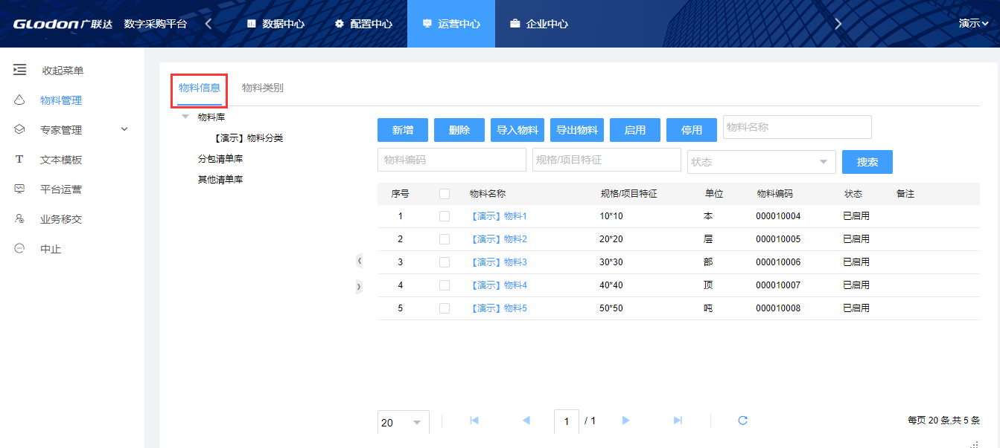 GLodon广联达 数字采购平台 数据中心 配置中心 运营中心 企业中心 演示
收起菜单
物料管理
专家管理
文本模板
平台运营
业务移交
中止
物料信息 物料类别
物料库
【演示】物料分类
分包清单库
其他清单库
新增 删除 导入物料 导出物料 启用 停用 物料名称
物料编码 规格/项目特征 状态 搜索
序号 物料名称 规格/项目特征 单位 物料编码 状态 备注
1 【演示】物料1 10*10 本 000010004 已启用
2 【演示】物料2 20*20 层 000010005 已启用
3 【演示】物料3 30*30 部 000010006 已启用
4 【演示】物料4 40*40 顶 000010007 已启用
5 【演示】物料5 50*50 吨 000010008 已启用
20 1 / 1 每页 20 条,共 5 条